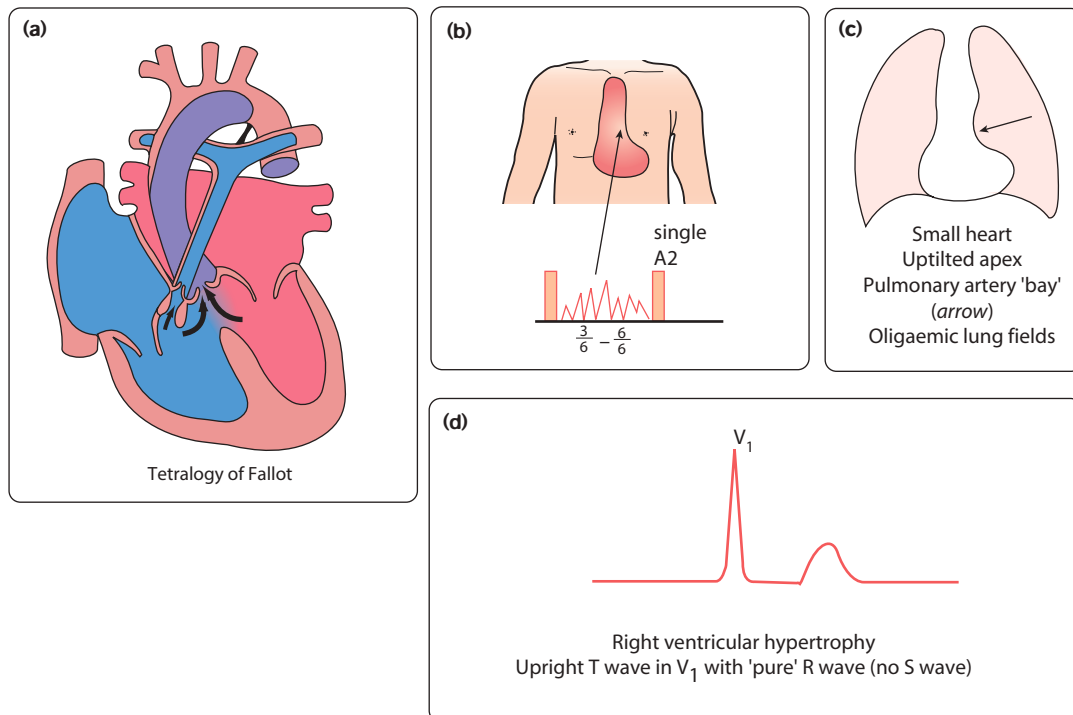 (a)
Tetralogy of Fallot
(b)
single
A2
3/6 – 6/6
(c)
Small heart
Uptilted apex
Pulmonary artery 'bay'
(arrow)
Oligaemic lung fields
(d)
V1
Right ventricular hypertrophy
Upright T wave in V1 with 'pure' R wave (no S wave)